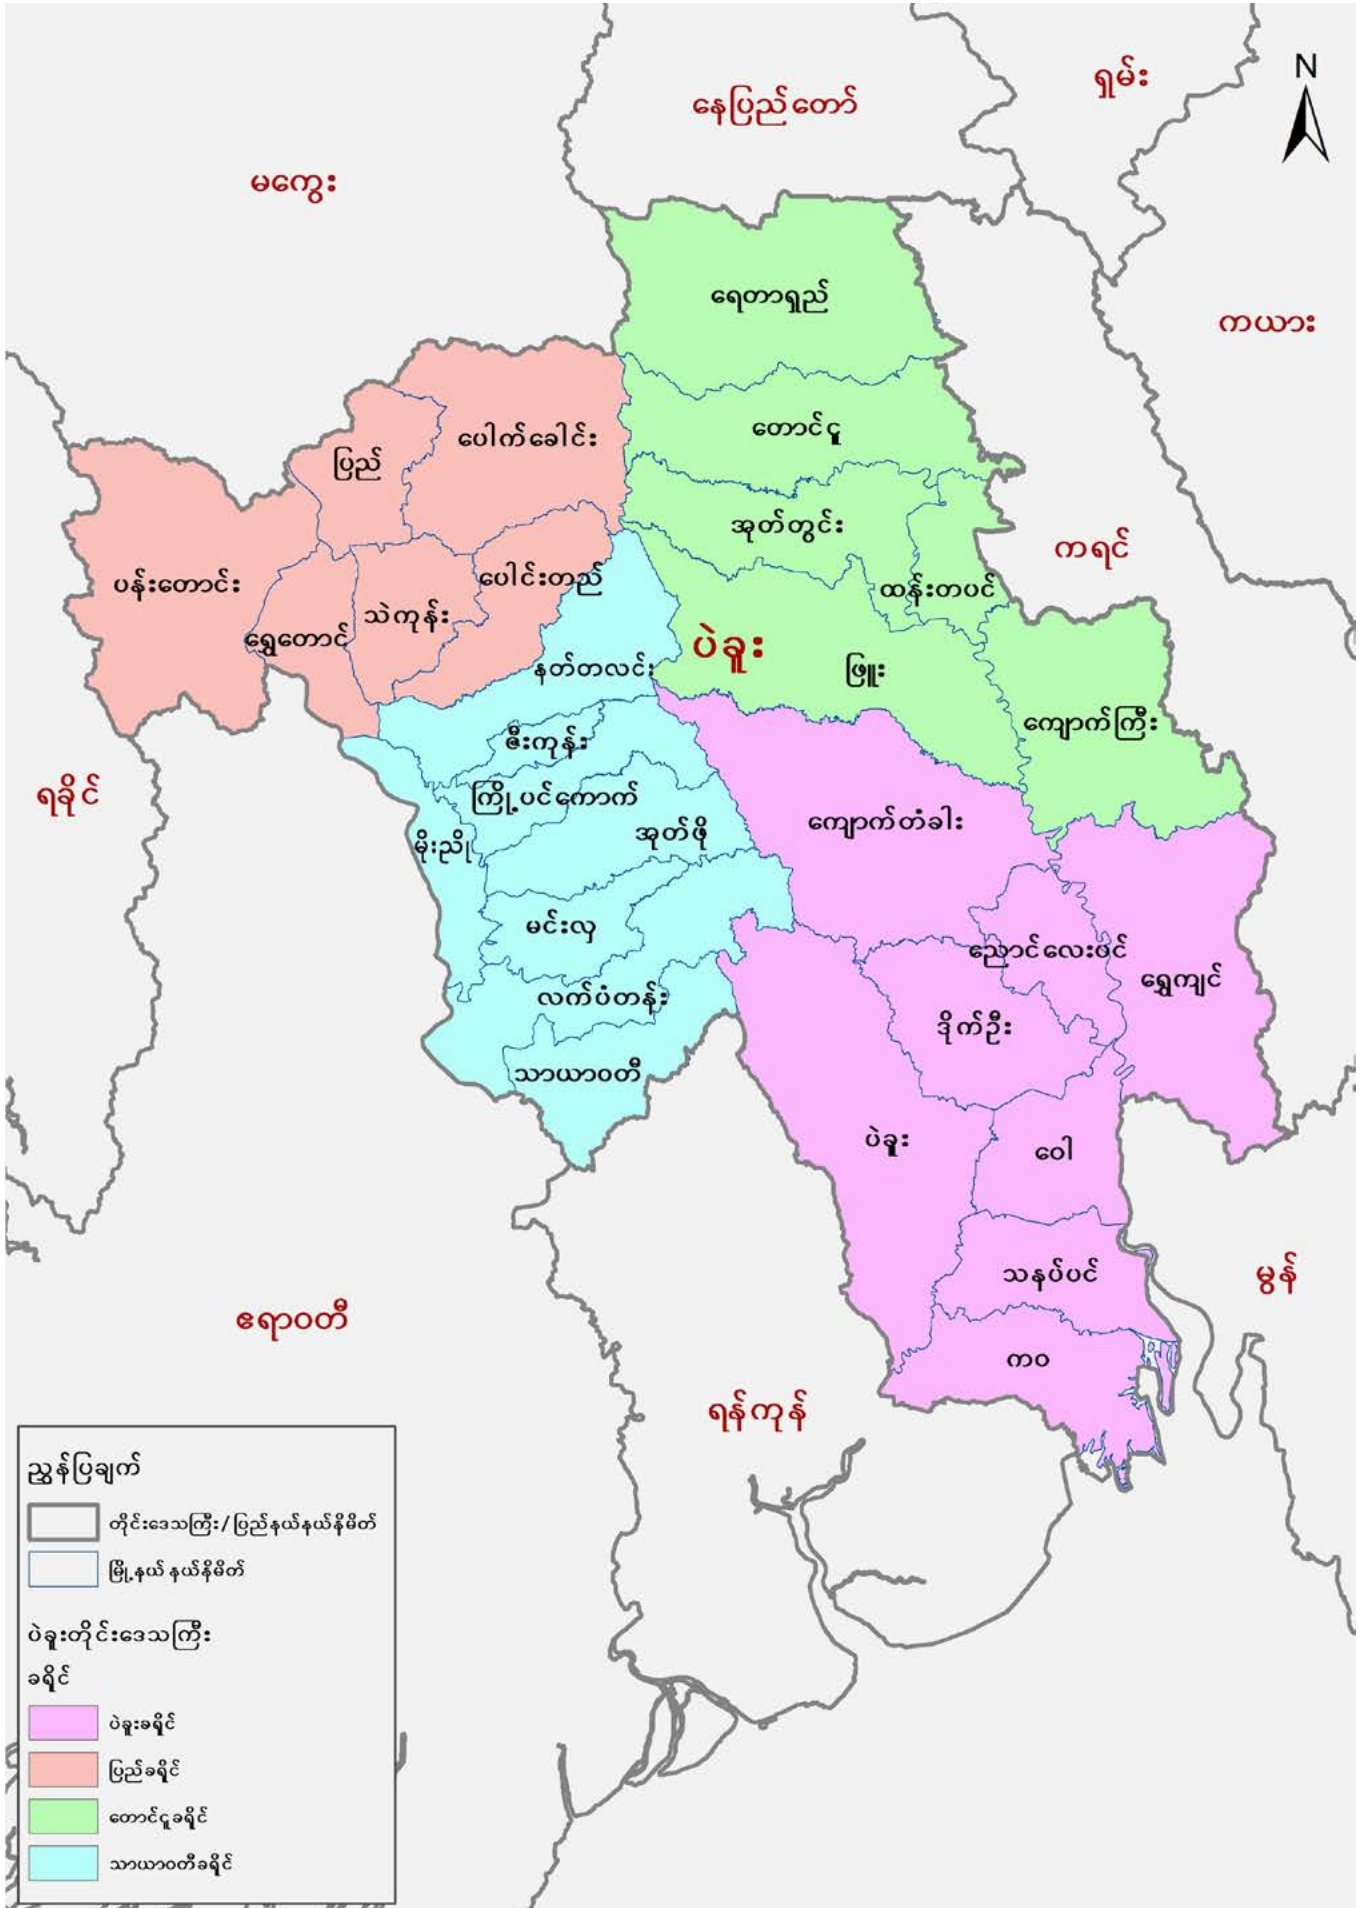 N
ရှမ်း
နေပြည်တော်
မကွေး
ရေတာရှည်
ကယား
တောင်ငူ
ပေါက်ခေါင်း
ပြည်
အုတ်တွင်း
ကရင်
ပန်းတောင်း
ပေါင်းတည်
ထန်းတပင်
သဲကုန်း
ရွှေတောင်
ပဲခူး
နတ်တလင်း
ဖြူး
ကျောက်ကြီး
ဇီးကုန်း
ရခိုင်
ကြို့ပင်ကောက်
ကျောက်တံခါး
အုတ်ဖို
မိုးညို
မင်းလှ
ညောင်လေးပင်
ရွှေကျင်
လက်ပံတန်း
ဒိုက်ဦး
သာယာဝတီ
ပဲခူး
ဝေါ
သနပ်ပင်
မွန်
ဧရာဝတီ
ကဝ
ရန်ကုန်
ညွှန်ပြချက်
တိုင်းဒေသကြီး/ပြည်နယ်နယ်နိမိတ်
မြို့နယ် နယ်နိမိတ်
ပဲခူးတိုင်းဒေသကြီး
ခရိုင်
ပဲခူးခရိုင်
ပြည်ခရိုင်
တောင်ငူခရိုင်
သာယာဝတီခရိုင်